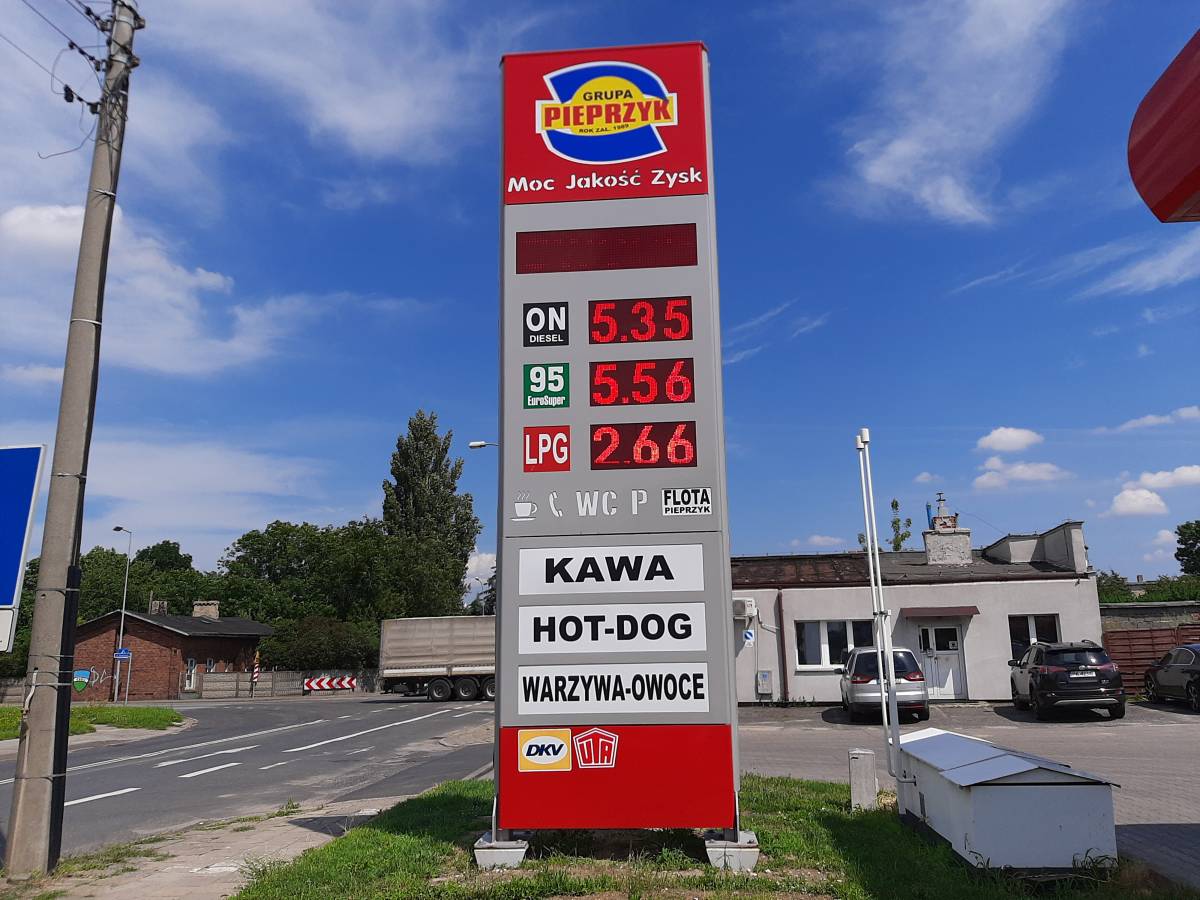 GRUPA
PIEPRZYK
ROK ZAŁ. 1989
Moc Jakość Zysk
ON
DIESEL
5.35
95
EuroSuper
5.56
LPG
2.66
WC P
FLOTA
PIEPRZYK
KAWA
HOT-DOG
WARZYWA-OWOCE
DKV
UTA